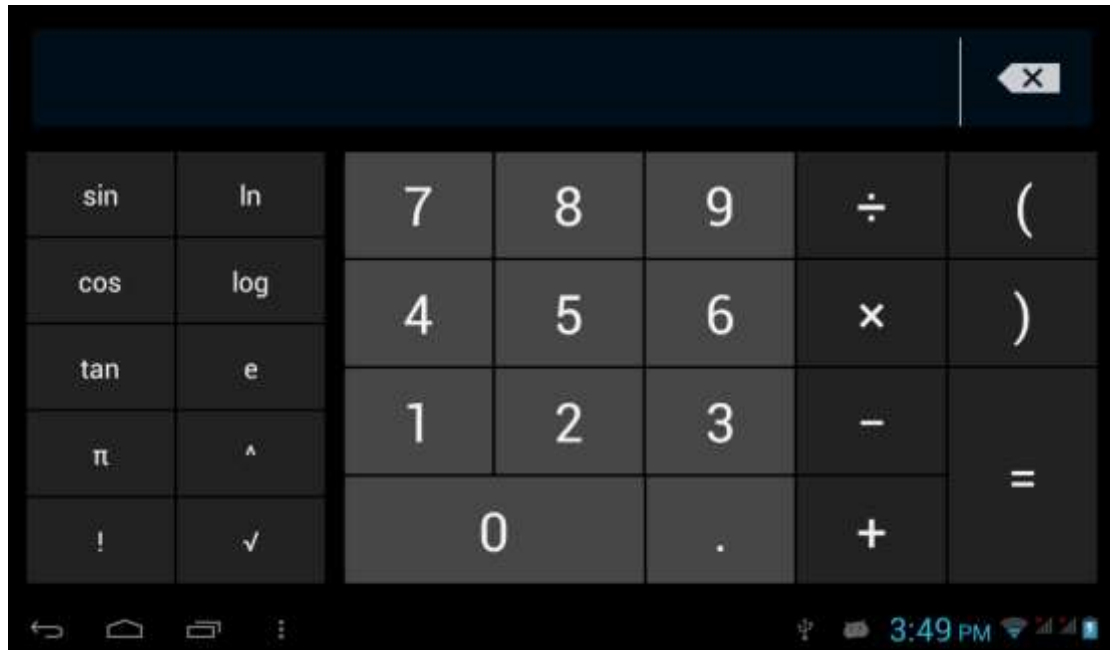 sin ln 7 8 9 ÷ (
cos log 4 5 6 × )
tan e 1 2 3 −
π ^ =
! √ 0 . +
3:49 PM